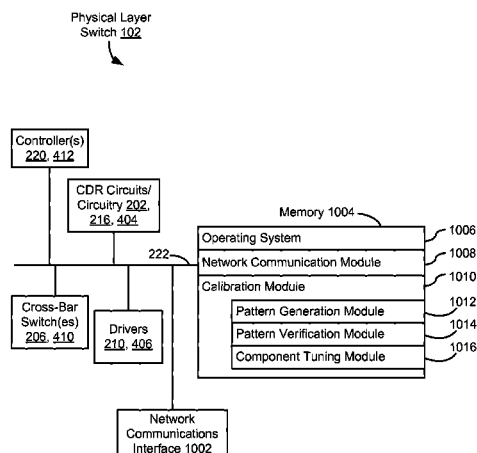 Physical Layer
Switch 102
Controller(s)
220, 412
CDR Circuits/
Circuitry 202,
216, 404
222
Memory 1004
Operating System
1006
Network Communication Module
1008
Calibration Module
1010
Pattern Generation Module
1012
Pattern Verification Module
1014
Component Tuning Module
1016
Cross-Bar
Switch(es)
206, 410
Drivers
210, 406
Network
Communications
Interface 1002